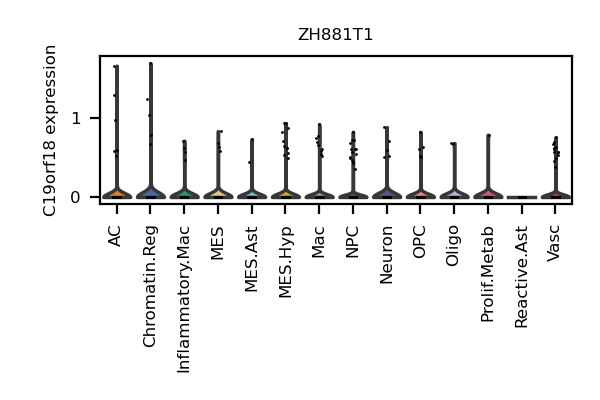 ZH881T1
C19orf18 expression
1
0
AC
Chromatin.Reg
Inflammatory.Mac
MES
MES.Ast
MES.Hyp
Mac
NPC
Neuron
OPC
Oligo
Prolif.Metab
Reactive.Ast
Vasc